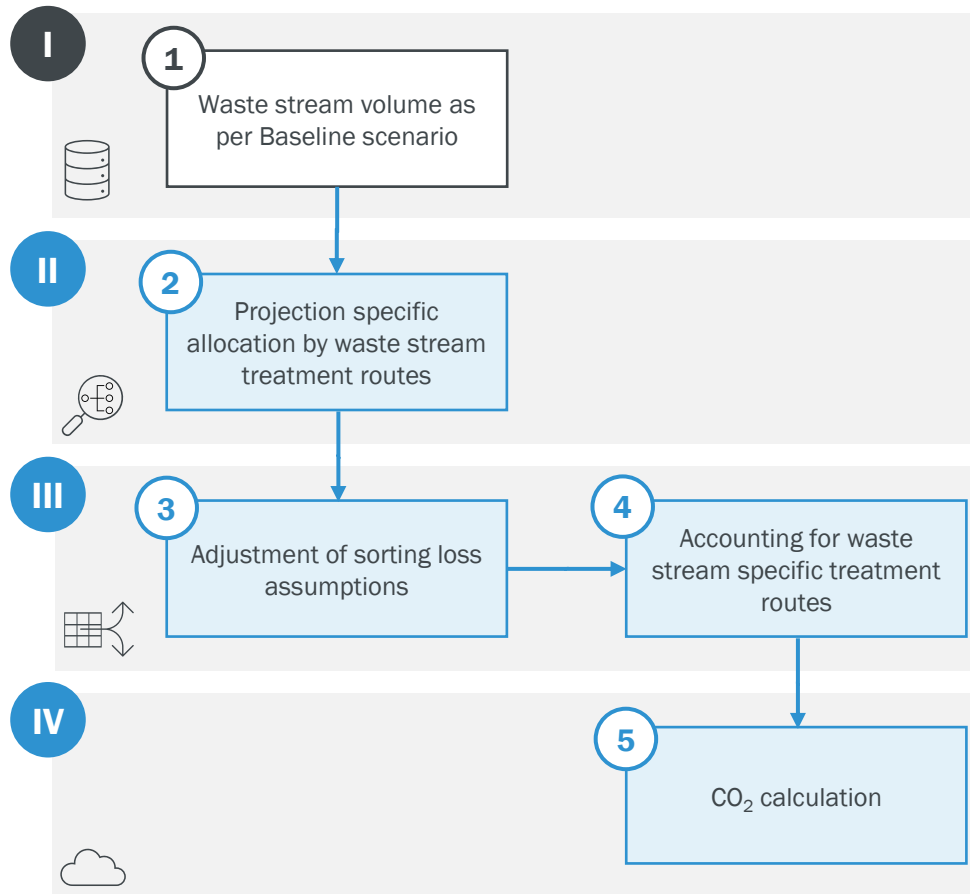 I
1
Waste stream volume as
per Baseline scenario
II
2
Projection specific
allocation by waste stream
treatment routes
III
3
Adjustment of sorting loss
assumptions
4
Accounting for waste
stream specific treatment
routes
IV
5
CO₂ calculation